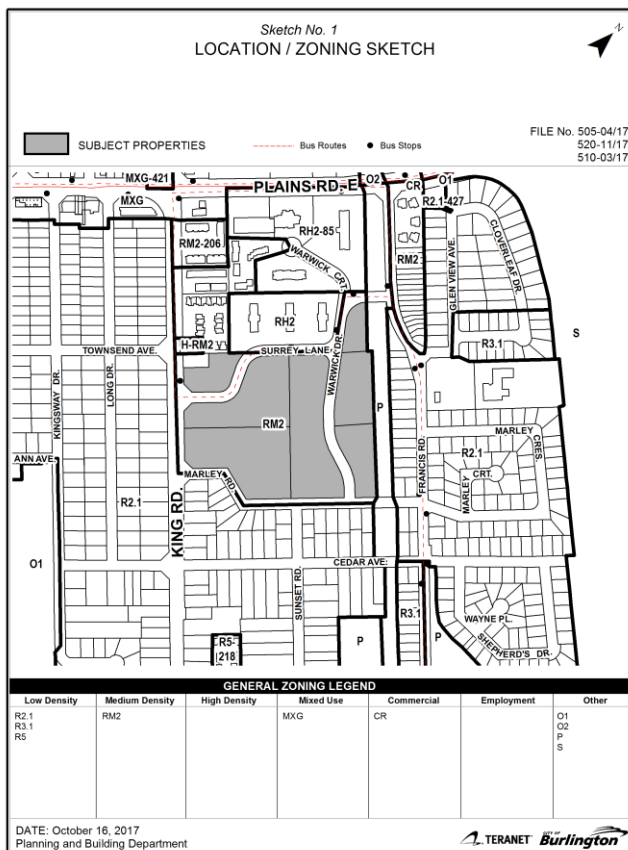 Sketch No. 1
LOCATION / ZONING SKETCH
N
FILE No. 505-04/17
520-11/17
510-03/17
SUBJECT PROPERTIES
Bus Routes
Bus Stops
MXG-421
MXG
PLAINS RD. E
O2
CR
O1
R2.1-427
RH2-85
RM2-206
WARWICK CRT.
RM2
GLEN VIEW AVE.
CLOVERLEAF DR.
RH2
H-RM2
R3.1
S
TOWNSEND AVE.
SURREY LANE
WARWICK DR.
KINGSWAY DR.
LONG DR.
RM2
P
FRANCIS RD.
MARLEY
CRES.
R2.1
ANN AVE.
MARLEY RD.
MARLEY
CRT.
R2.1
KING RD.
O1
CEDAR AVE.
SUNSET RD.
R3.1
WAYNE PL.
R5-
218
P
P
SHEPHERD'S DR.
GENERAL ZONING LEGEND
Low Density Medium Density High Density Mixed Use Commercial Employment Other
R2.1 RM2 MXG CR O1
R3.1 O2
R5 P
S
DATE: October 16, 2017
Planning and Building Department
TERANET
CITY OF
Burlington